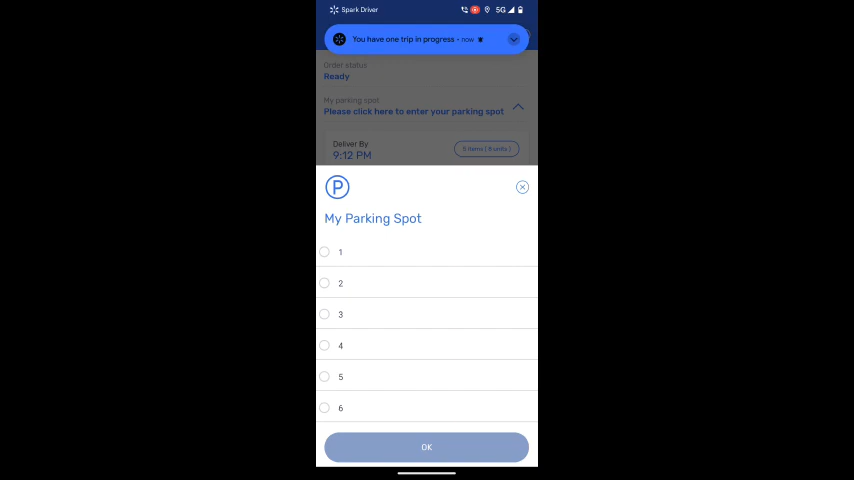 Spark Driver
5G
You have one trip in progress • now
Order status
Ready
My parking spot
Please click here to enter your parking spot
Deliver By
9:12 PM
5 items ( 8 units )
P
My Parking Spot
1
2
3
4
5
6
OK